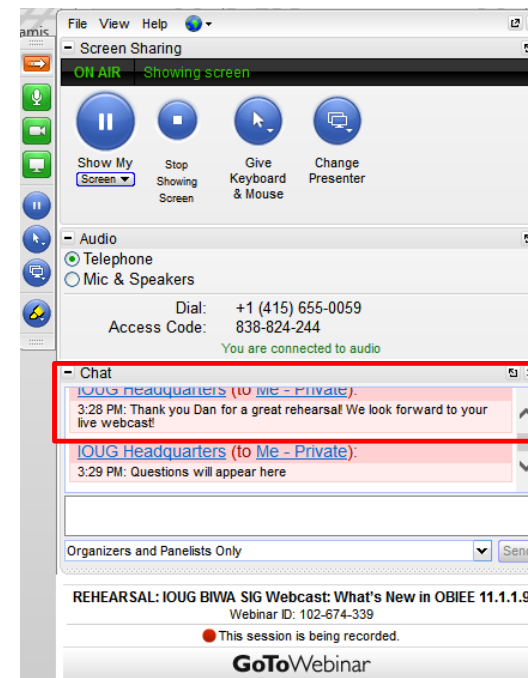 amis
File View Help
Screen Sharing
ON AIR Showing screen
Show My
Screen
Stop
Showing
Screen
Give
Keyboard
& Mouse
Change
Presenter
Audio
Telephone
Mic & Speakers
Dial: +1 (415) 655-0059
Access Code: 838-824-244
You are connected to audio
Chat
IOUG Headquarters (to Me - Private):
3:28 PM: Thank you Dan for a great rehearsal! We look forward to your
live webcast!
IOUG Headquarters (to Me - Private):
3:29 PM: Questions will appear here
Organizers and Panelists Only
Send
REHEARSAL: IOUG BIWA SIG Webcast: What's New in OBIEE 11.1.1.9
Webinar ID: 102-674-339
This session is being recorded.
GoToWebinar